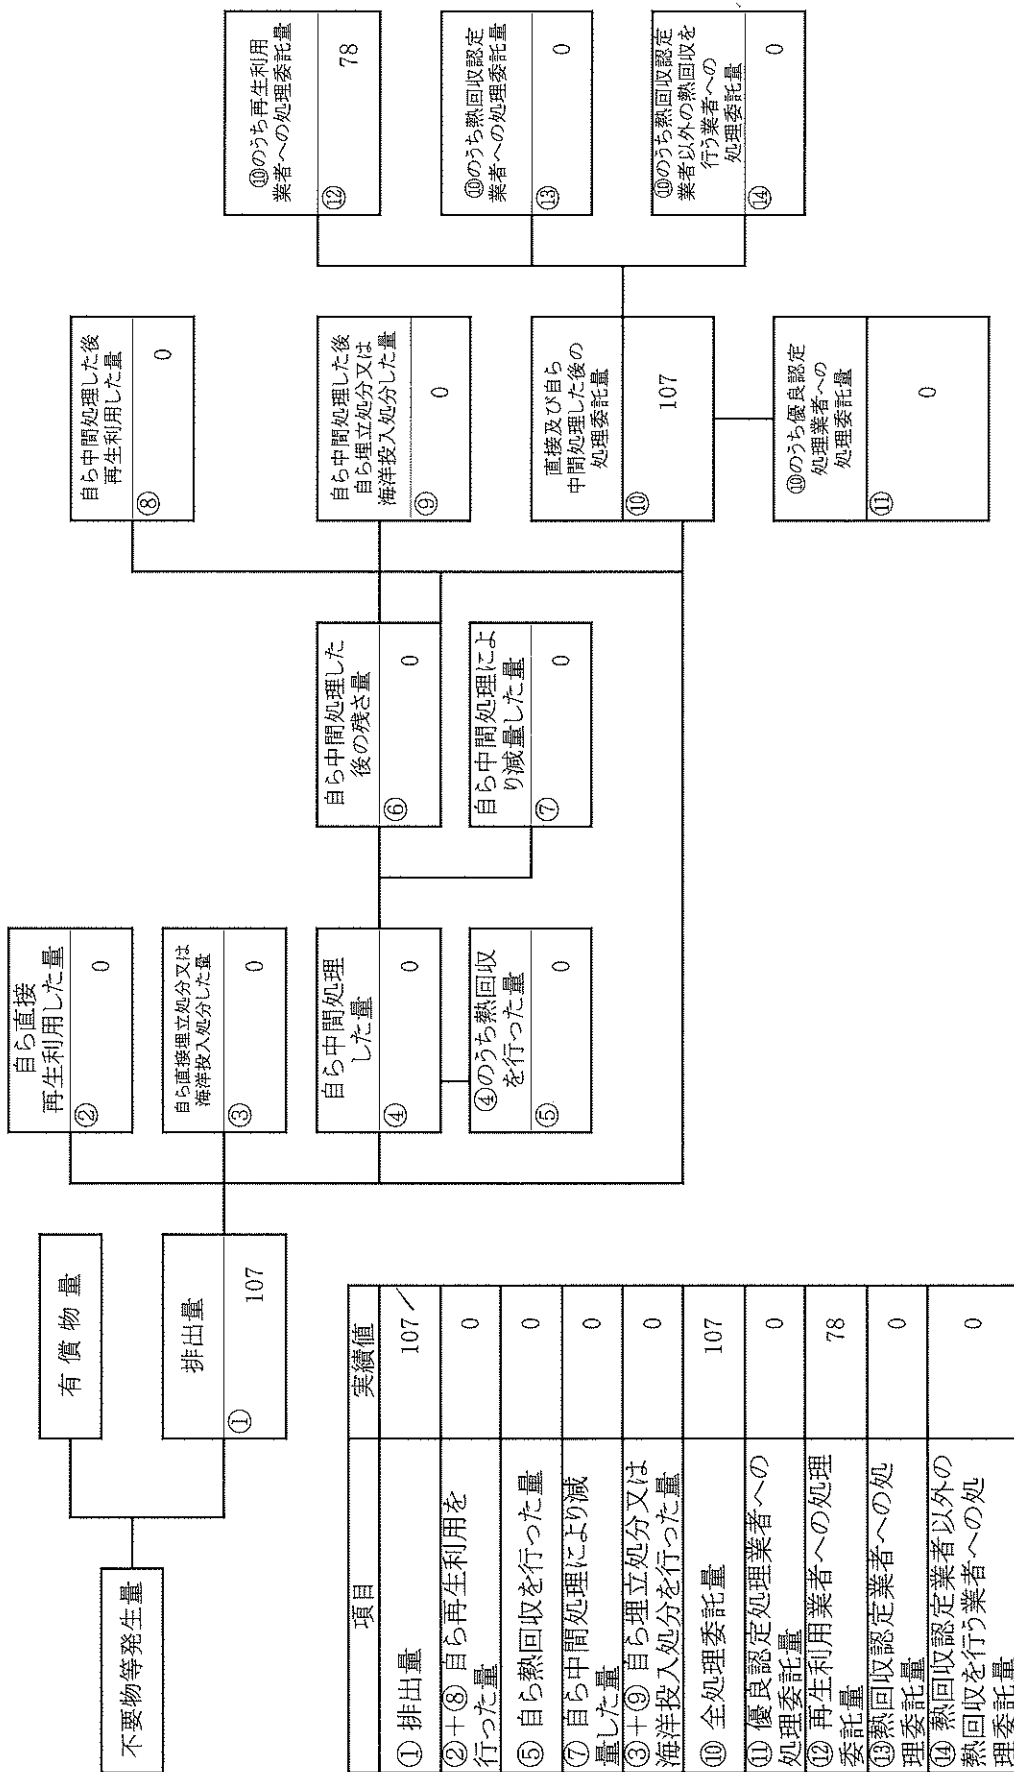 不要物等発生量
有償物量
排出量
①
107
自ら直接
再生利用した量
②
0
自ら直接埋立処分又は
海洋投入処分した量
③
0
自ら中間処理
した量
④
0
④のうち熱回収
を行った量
⑤
0
自ら中間処理した
後の残さ量
⑥
0
自ら中間処理によ
り減量した量
⑦
0
自ら中間処理した後
再生利用した量
⑧
0
自ら中間処理した後
自ら埋立処分又は
海洋投入処分した量
⑨
0
直接及び自ら
中間処理した後の
処理委託量
⑩
107
⑩のうち優良認定
処理業者への
処理委託量
⑪
0
⑩のうち再生利用
業者への処理委託量
⑫
78
⑩のうち熱回収認定
業者への処理委託量
⑬
0
⑩のうち熱回収認定
業者以外の熱回収を
行う業者への
処理委託量
⑭
0
項目 実績値
①排出量 107
②+⑧ 自ら再生利用を
行った量 0
⑤ 自ら熱回収を行った量 0
⑦ 自ら中間処理により減
量した量 0
③+⑨ 自ら埋立処分又は
海洋投入処分を行った量 0
⑩ 全処理委託量 107
⑪ 優良認定処理業者への
処理委託量 0
⑫ 再生利用業者への処理
委託量 78
⑬熱回収認定業者への処
理委託量 0
⑭ 熱回収認定業者以外の
熱回収を行う業者への処
理委託量 0